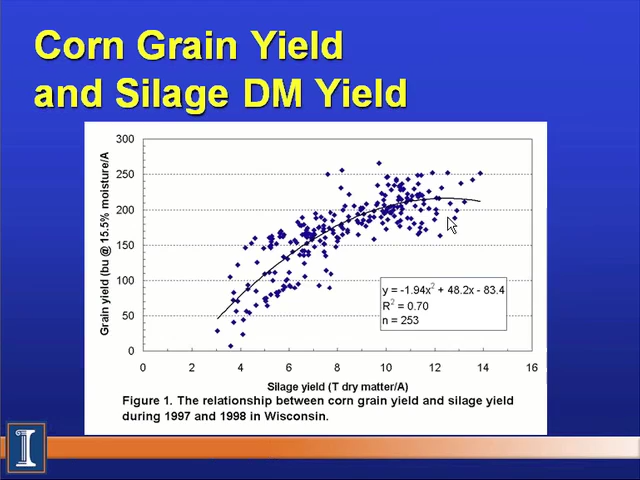 Corn Grain Yield
and Silage DM Yield
300
250
200
150
100
50
0
Grain yield (bu @ 15.5% moisture/A
y = -1.94x² + 48.2x - 83.4
R² = 0.70
n = 253
0 2 4 6 8 10 12 14 16
Silage yield (T dry matter/A)
Figure 1. The relationship between corn grain yield and silage yield
during 1997 and 1998 in Wisconsin.
I